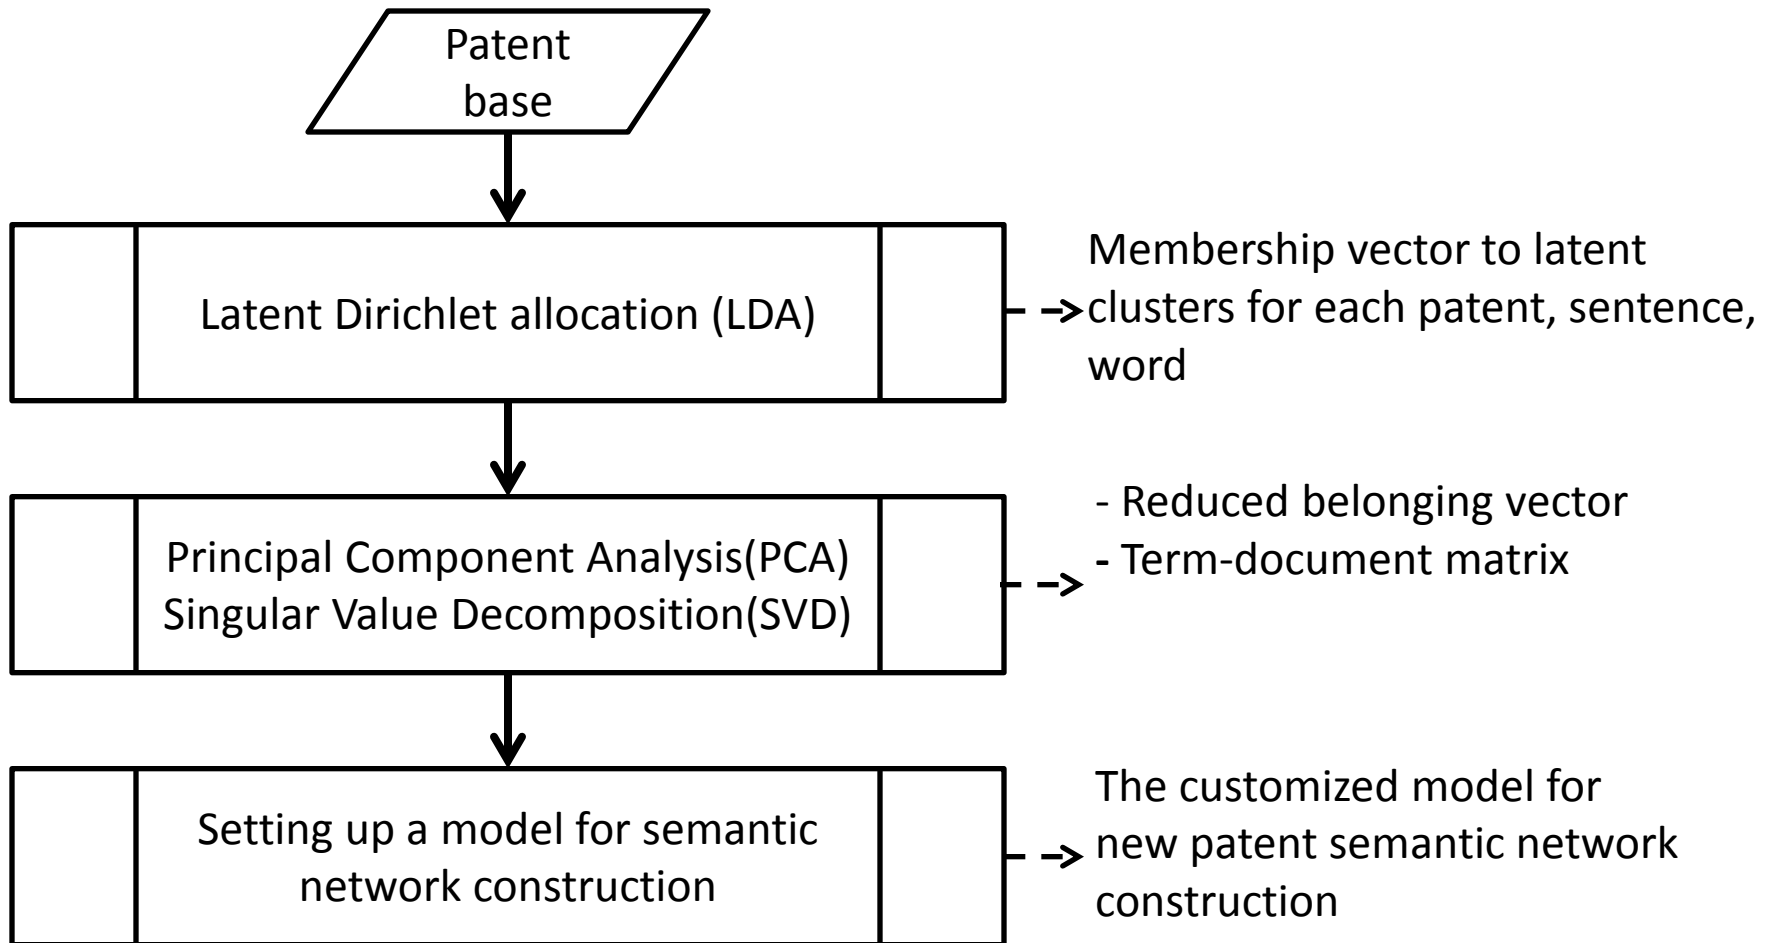 Patent
base
Latent Dirichlet allocation (LDA)
Membership vector to latent
clusters for each patent, sentence,
word
Principal Component Analysis(PCA)
Singular Value Decomposition(SVD)
- Reduced belonging vector
- Term-document matrix
Setting up a model for semantic
network construction
The customized model for
new patent semantic network
construction